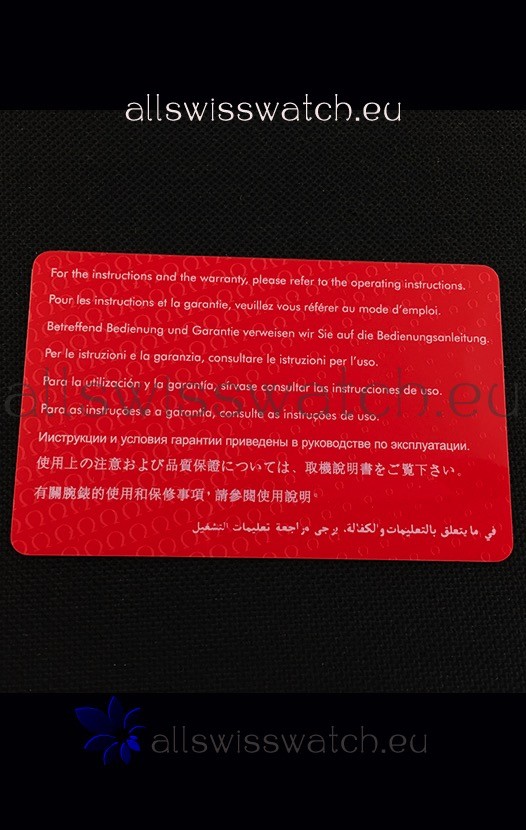 allswisswatch.eu
For the instructions and the warranty, please refer to the operating instructions.
Pour les instructions et la garantie, veuillez vous référer au mode d'emploi.
Betreffend Bedienung und Garantie verweisen wir Sie auf die Bedienungsanleitung.
Per le istruzioni e la garanzia, consultare le istruzioni per l'uso.
Para la utilización y la garantía, sírvase consultar las instrucciones de uso.
allswisswatch.eu
Para as instruções e a garantia, consulte as instruções de uso.
Инструкции и условия гарантии приведены в руководстве по эксплуатации.
使用上の注意および品質保證については、取機說明書をご覽下さい。
有關腕錶的使用和保修事項，請參閱使用說明。
في ما يتعلق بالتعليمات والكفالة، يرجى مراجعة تعليمات التشغيل
allswisswatch.eu